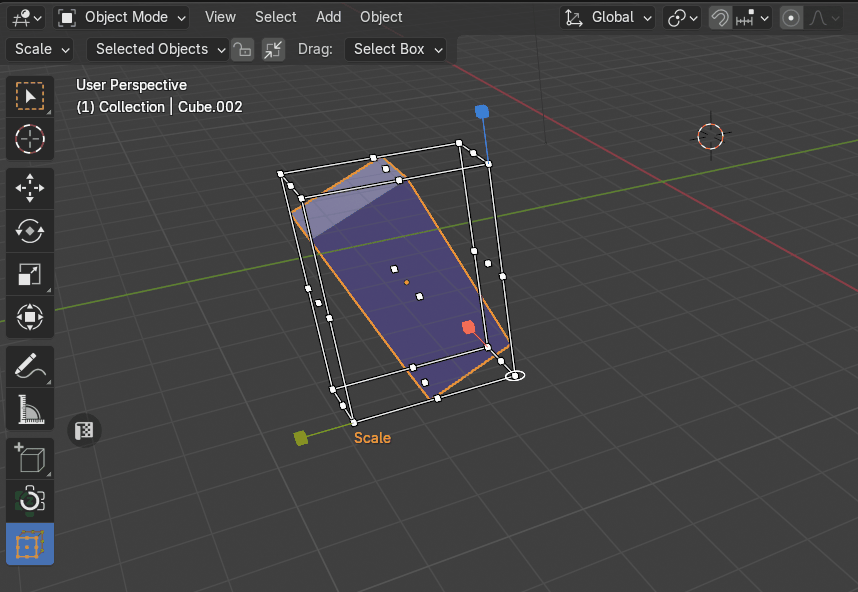 Object Mode View Select Add Object Global
Scale Selected Objects Drag: Select Box
User Perspective
(1) Collection | Cube.002
Scale